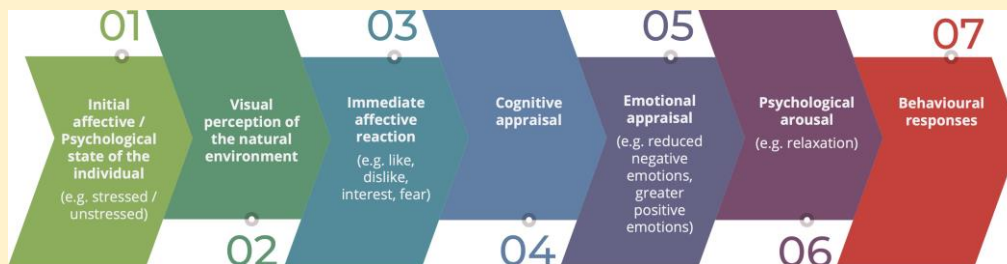 01
Initial
affective /
Psychological
state of the
individual
(e.g. stressed /
unstressed)
02
Visual
perception of
the natural
environment
03
Immediate
affective
reaction
(e.g. like,
dislike,
interest, fear)
04
Cognitive
appraisal
05
Emotional
appraisal
(e.g. reduced
negative
emotions,
greater
positive
emotions)
06
Psychological
arousal
(e.g. relaxation)
07
Behavioural
responses